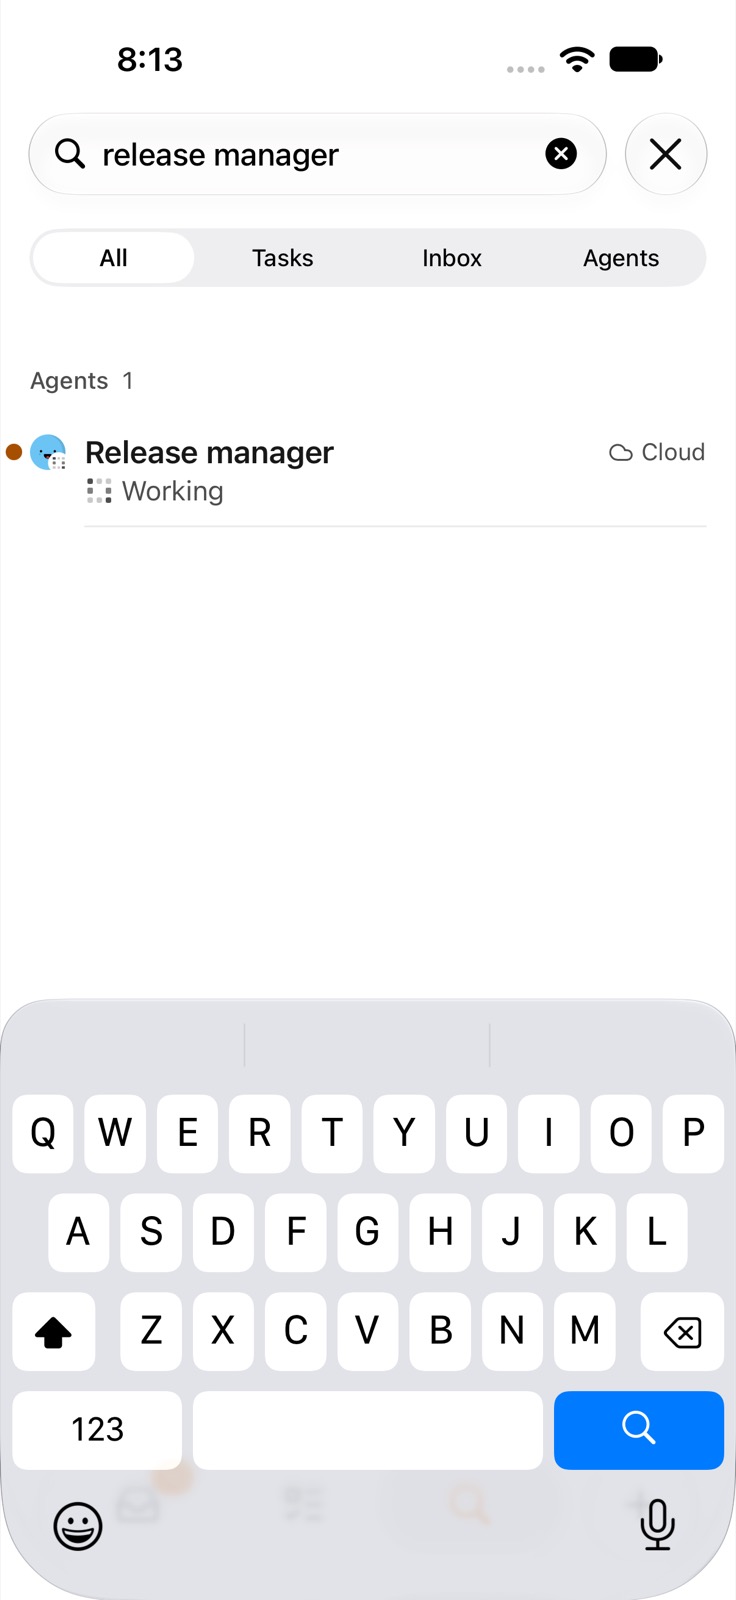 8:13
release manager
All Tasks Inbox Agents
Agents 1
Release manager Cloud
Working
Q W E R T Y U I O P
A S D F G H J K L
Z X C V B N M
123